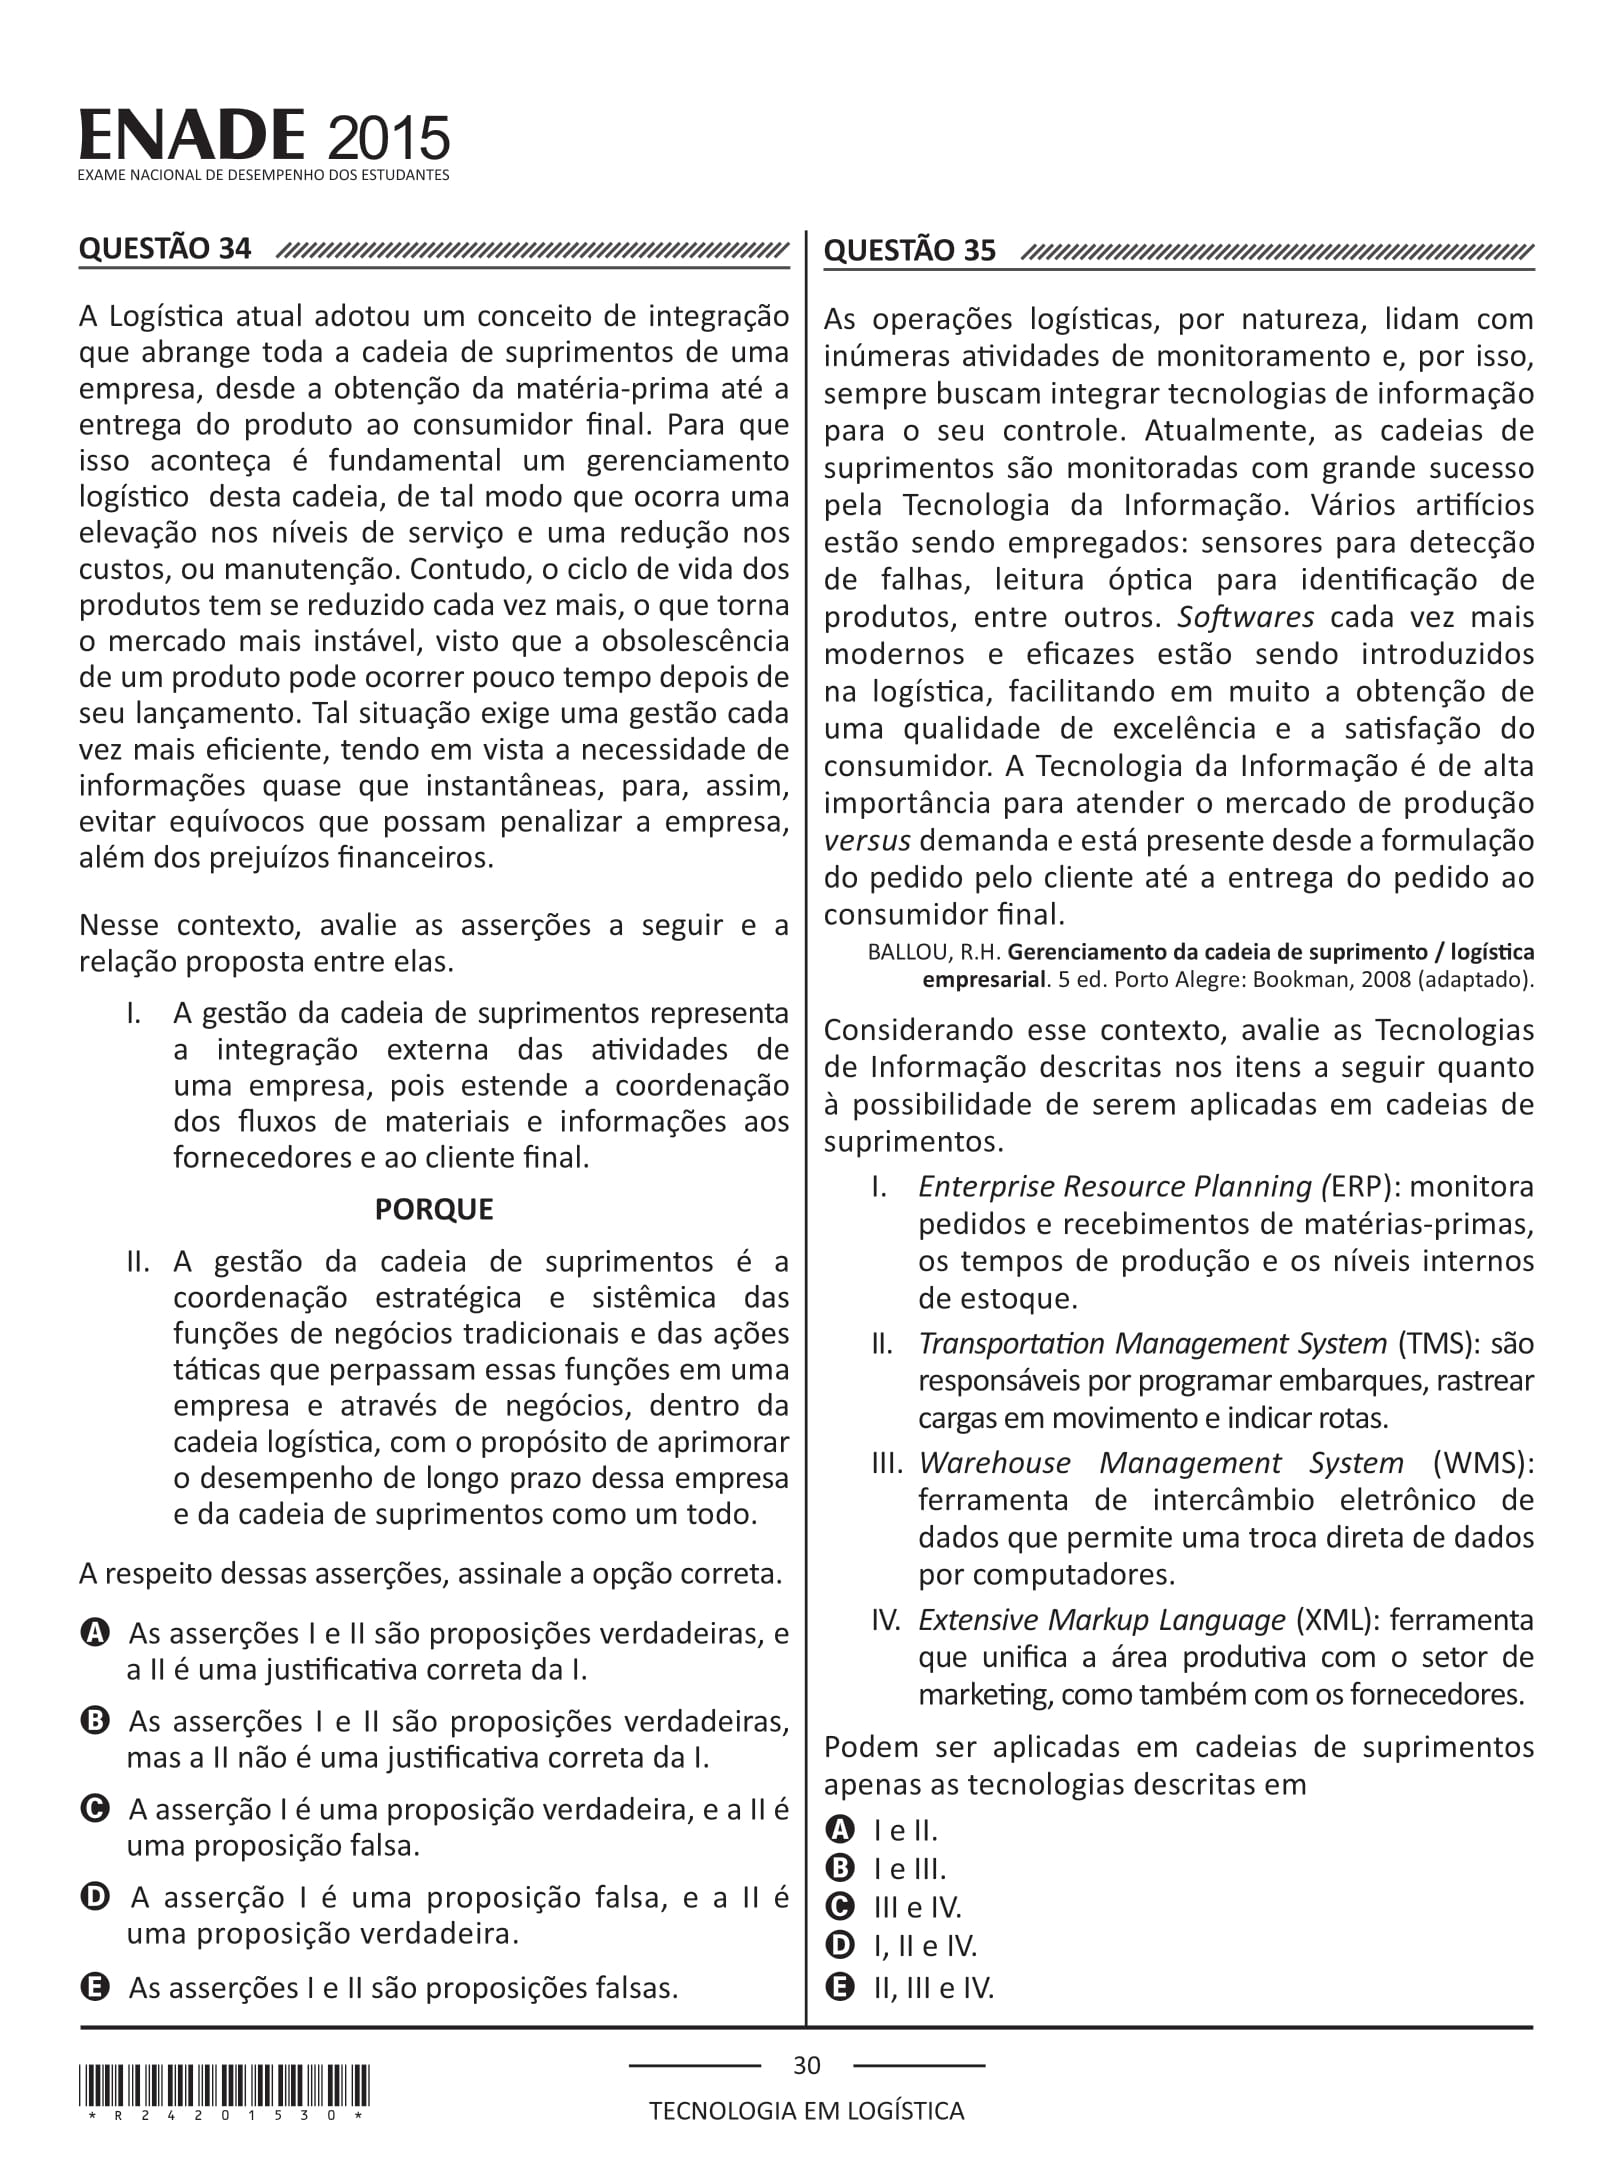 ENADE 2015
EXAME NACIONAL DE DESEMPENHO DOS ESTUDANTES
QUESTÃO 34
A Logística atual adotou um conceito de integração
que abrange toda a cadeia de suprimentos de uma
empresa, desde a obtenção da matéria-prima até a
entrega do produto ao consumidor final. Para que
isso aconteça é fundamental um gerenciamento
logístico desta cadeia, de tal modo que ocorra uma
elevação nos níveis de serviço e uma redução nos
custos, ou manutenção. Contudo, o ciclo de vida dos
produtos tem se reduzido cada vez mais, o que torna
o mercado mais instável, visto que a obsolescência
de um produto pode ocorrer pouco tempo depois de
seu lançamento. Tal situação exige uma gestão cada
vez mais eficiente, tendo em vista a necessidade de
informações quase que instantâneas, para, assim,
evitar equívocos que possam penalizar a empresa,
além dos prejuízos financeiros.
Nesse contexto, avalie as asserções a seguir e a
relação proposta entre elas.
I. A gestão da cadeia de suprimentos representa
a integração externa das atividades de
uma empresa, pois estende a coordenação
dos fluxos de materiais e informações aos
fornecedores e ao cliente final.
PORQUE
II. A gestão da cadeia de suprimentos é a
coordenação estratégica e sistêmica das
funções de negócios tradicionais e das ações
táticas que perpassam essas funções em uma
empresa e através de negócios, dentro da
cadeia logística, com o propósito de aprimorar
o desempenho de longo prazo dessa empresa
e da cadeia de suprimentos como um todo.
A respeito dessas asserções, assinale a opção correta.
A As asserções I e II são proposições verdadeiras, e
a II é uma justificativa correta da I.
B As asserções I e II são proposições verdadeiras,
mas a II não é uma justificativa correta da I.
C A asserção I é uma proposição verdadeira, e a II é
uma proposição falsa.
D A asserção I é uma proposição falsa, e a II é
uma proposição verdadeira.
E As asserções I e II são proposições falsas.
QUESTÃO 35
As operações logísticas, por natureza, lidam com
inúmeras atividades de monitoramento e, por isso,
sempre buscam integrar tecnologias de informação
para o seu controle. Atualmente, as cadeias de
suprimentos são monitoradas com grande sucesso
pela Tecnologia da Informação. Vários artifícios
estão sendo empregados: sensores para detecção
de falhas, leitura óptica para identificação de
produtos, entre outros. Softwares cada vez mais
modernos e eficazes estão sendo introduzidos
na logística, facilitando em muito a obtenção de
uma qualidade de excelência e a satisfação do
consumidor. A Tecnologia da Informação é de alta
importância para atender o mercado de produção
versus demanda e está presente desde a formulação
do pedido pelo cliente até a entrega do pedido ao
consumidor final.
BALLOU, R.H. Gerenciamento da cadeia de suprimento / logística
empresarial. 5 ed. Porto Alegre: Bookman, 2008 (adaptado).
Considerando esse contexto, avalie as Tecnologias
de Informação descritas nos itens a seguir quanto
à possibilidade de serem aplicadas em cadeias de
suprimentos.
I. Enterprise Resource Planning (ERP): monitora
pedidos e recebimentos de matérias-primas,
os tempos de produção e os níveis internos
de estoque.
II. Transportation Management System (TMS): são
responsáveis por programar embarques, rastrear
cargas em movimento e indicar rotas.
III. Warehouse Management System (WMS):
ferramenta de intercâmbio eletrônico de
dados que permite uma troca direta de dados
por computadores.
IV. Extensive Markup Language (XML): ferramenta
que unifica a área produtiva com o setor de
marketing, como também com os fornecedores.
Podem ser aplicadas em cadeias de suprimentos
apenas as tecnologias descritas em
A I e II.
B I e III.
C III e IV.
D I, II e IV.
E II, III e IV.
*R24201530*
30
TECNOLOGIA EM LOGÍSTICA